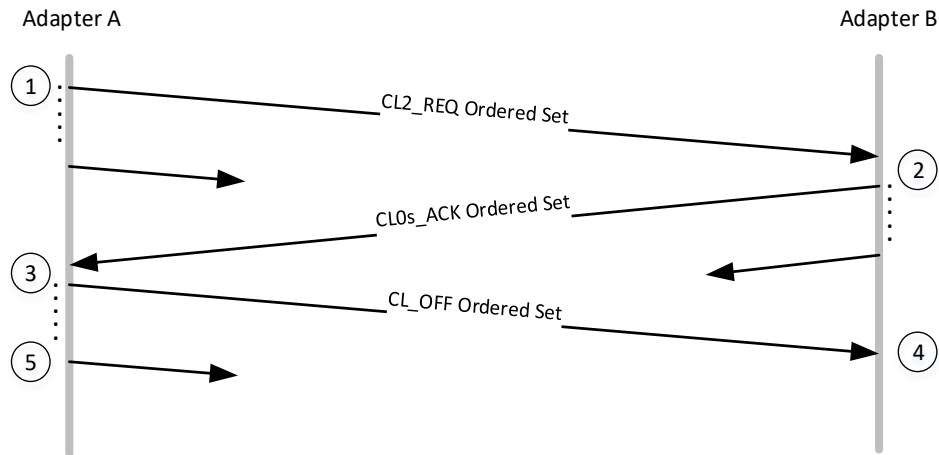 Adapter A
Adapter B
1
CL2_REQ Ordered Set
2
CL0s_ACK Ordered Set
3
CL_OFF Ordered Set
4
5